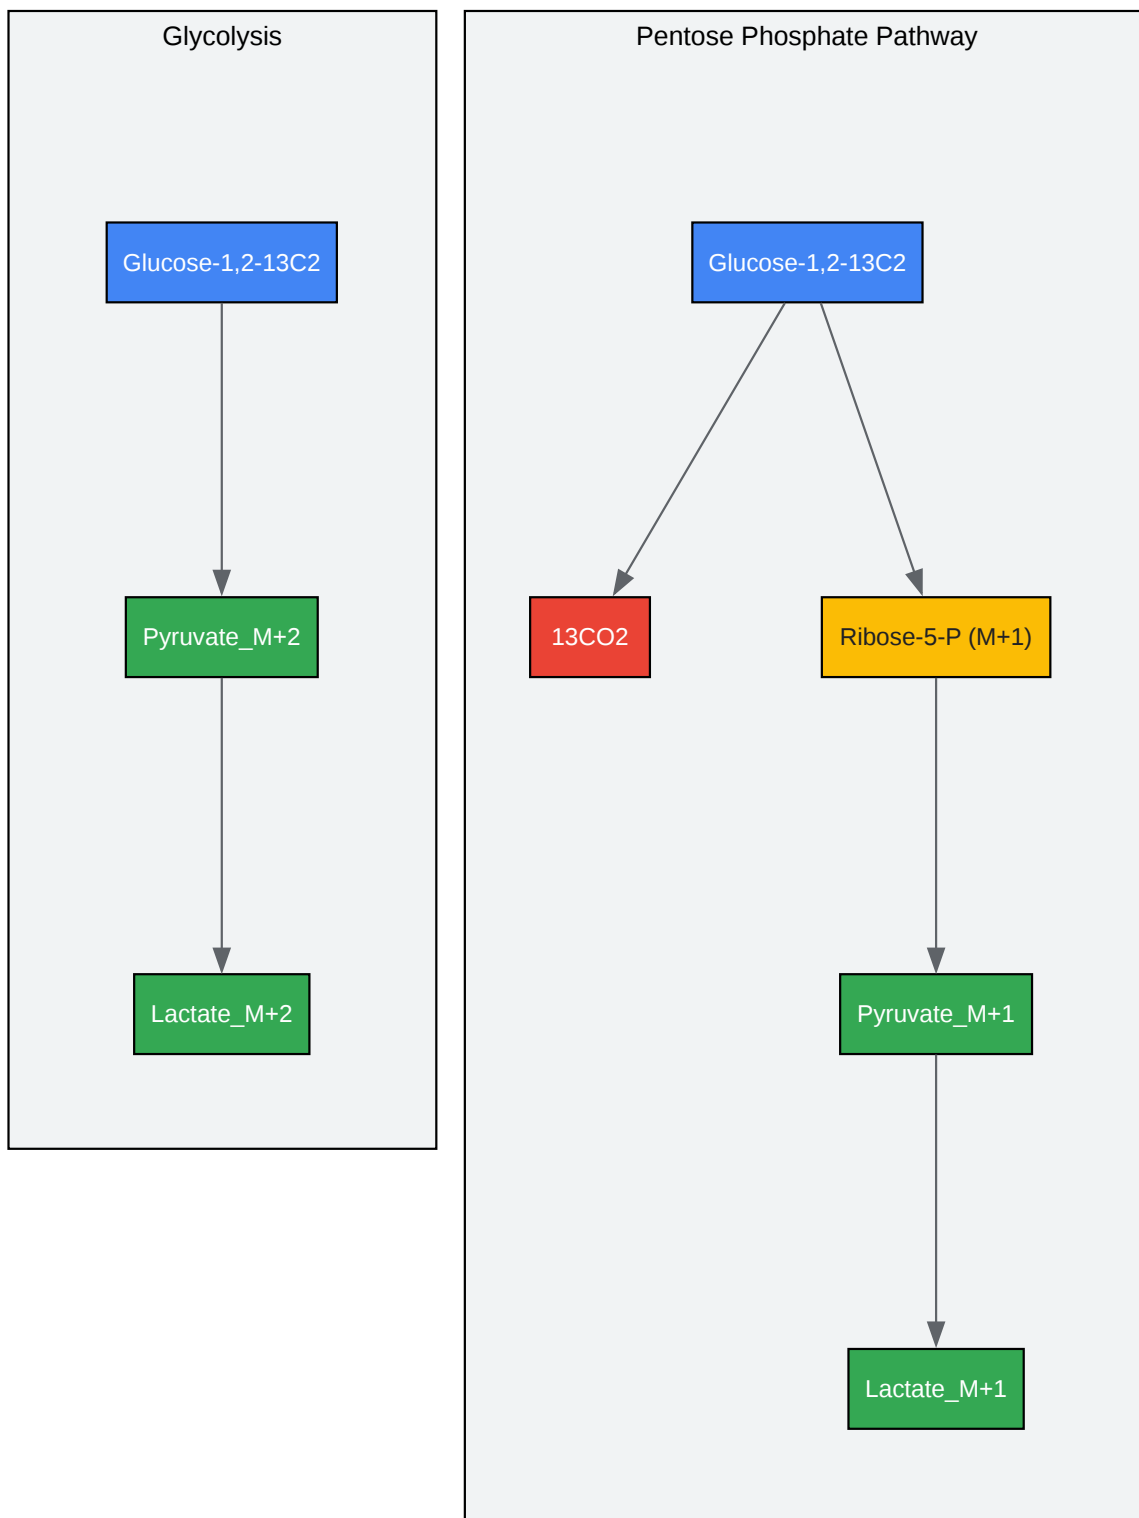 Glycolysis
Glucose-1,2-13C2
Pyruvate_M+2
Lactate_M+2
Pentose Phosphate Pathway
Glucose-1,2-13C2
13CO2
Ribose-5-P (M+1)
Pyruvate_M+1
Lactate_M+1